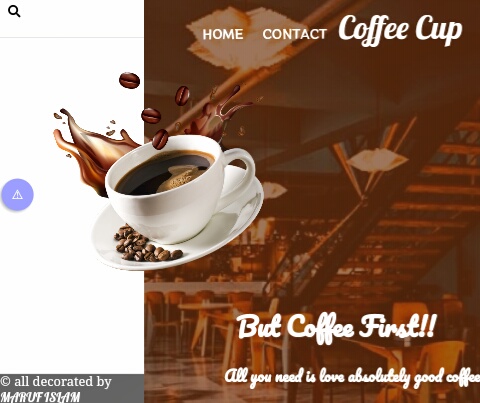 HOME CONTACT Coffee Cup
But Coffee First!!
All you need is love absolutely good coffee
© all decorated by
MARUF ISLAM